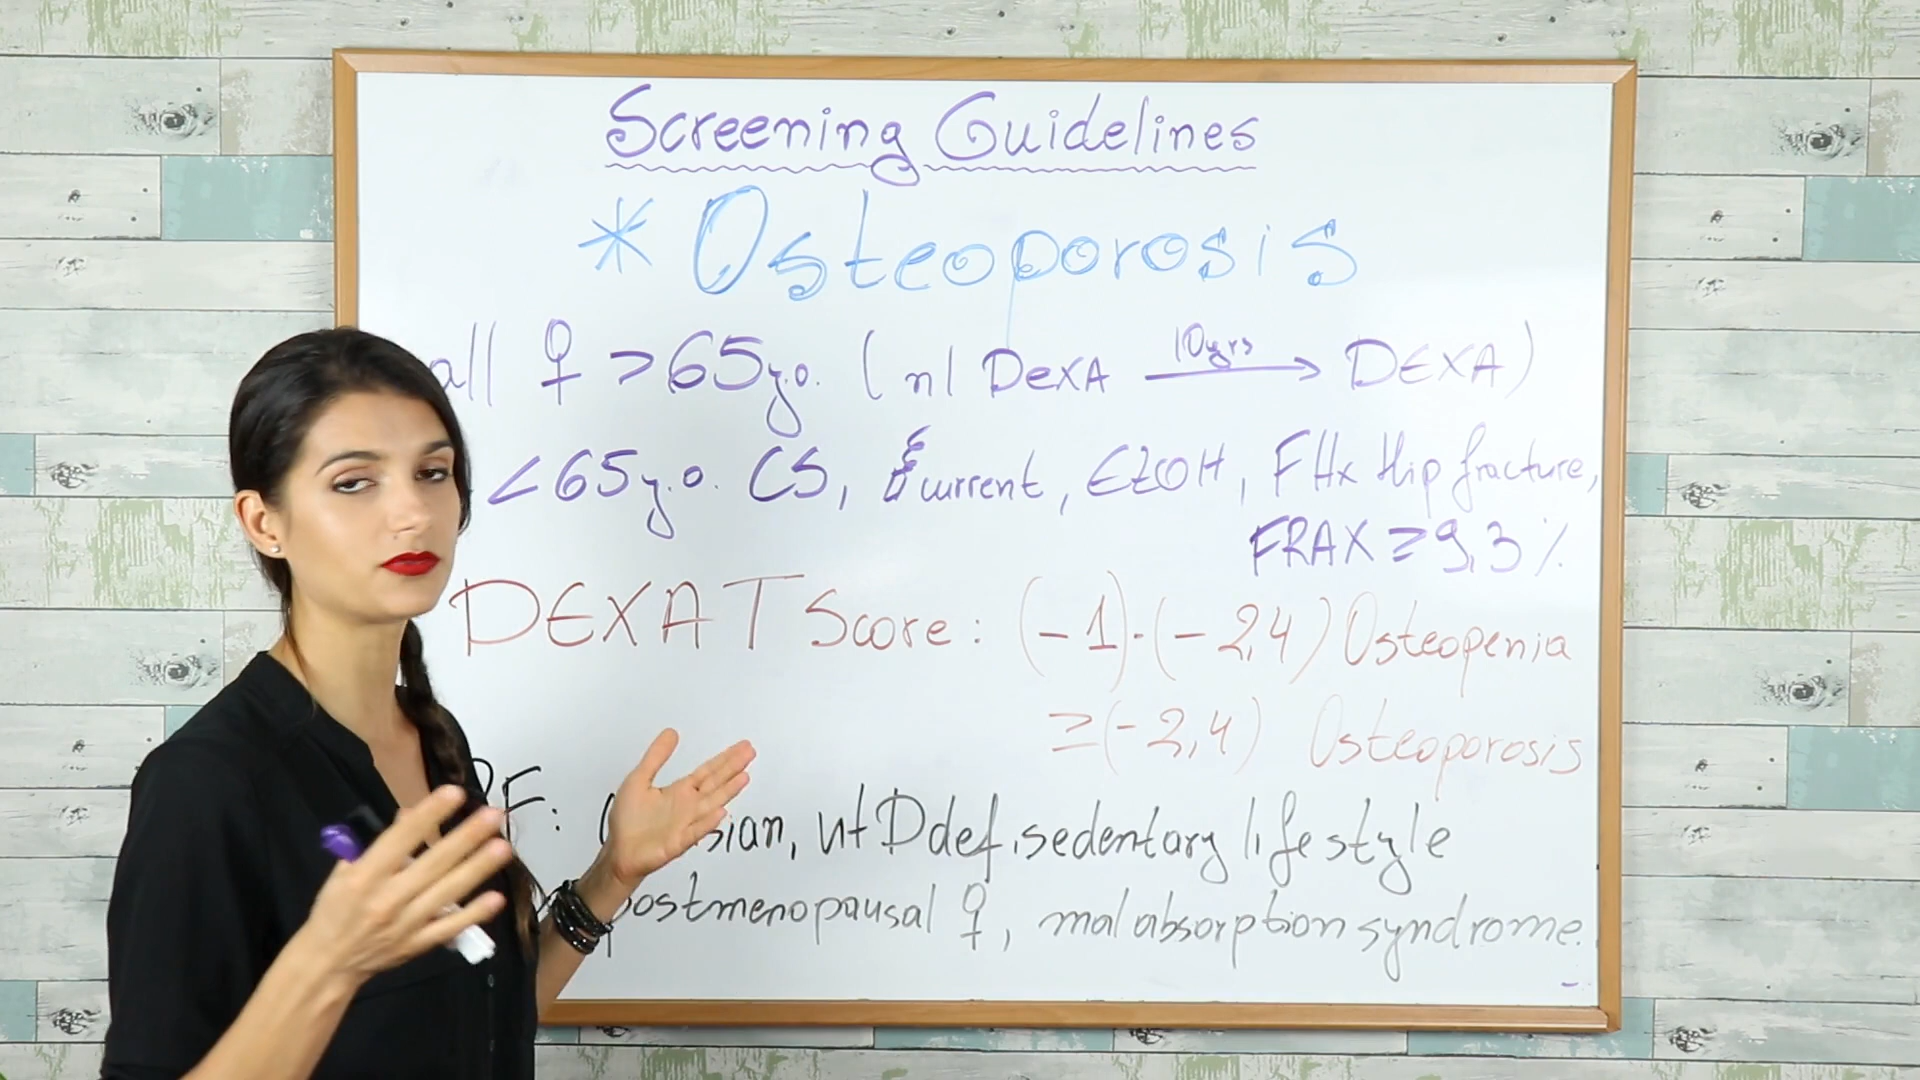 Screening Guidelines
* Osteoporosis
all ♀ >65y.o. (nl DEXA 10yrs → DEXA)
<65y.o. CS, current, EtOH, FHx Hip fracture,
FRAX ≥ 9,3%
DEXA T Score: (-1)-(-2,4) Osteopenia
≥(-2,4) Osteoporosis
RF: vit D def, sedentary lifestyle
postmenopausal ♀, malabsorption syndrome.